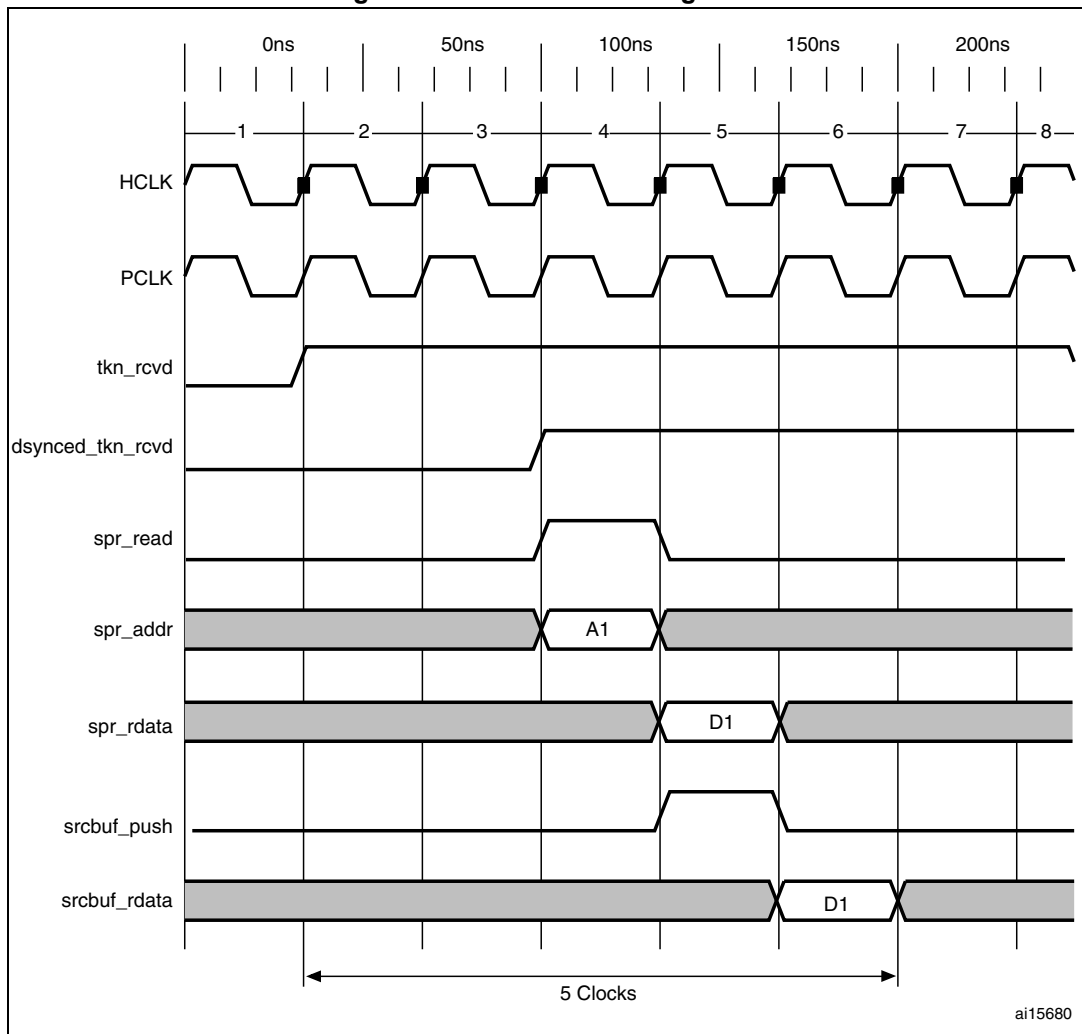 0ns 50ns 100ns 150ns 200ns
1 2 3 4 5 6 7 8
HCLK
PCLK
tkn_rcvd
dsynced_tkn_rcvd
spr_read
spr_addr A1
spr_rdata D1
srcbuf_push
srcbuf_rdata D1
5 Clocks
ai15680